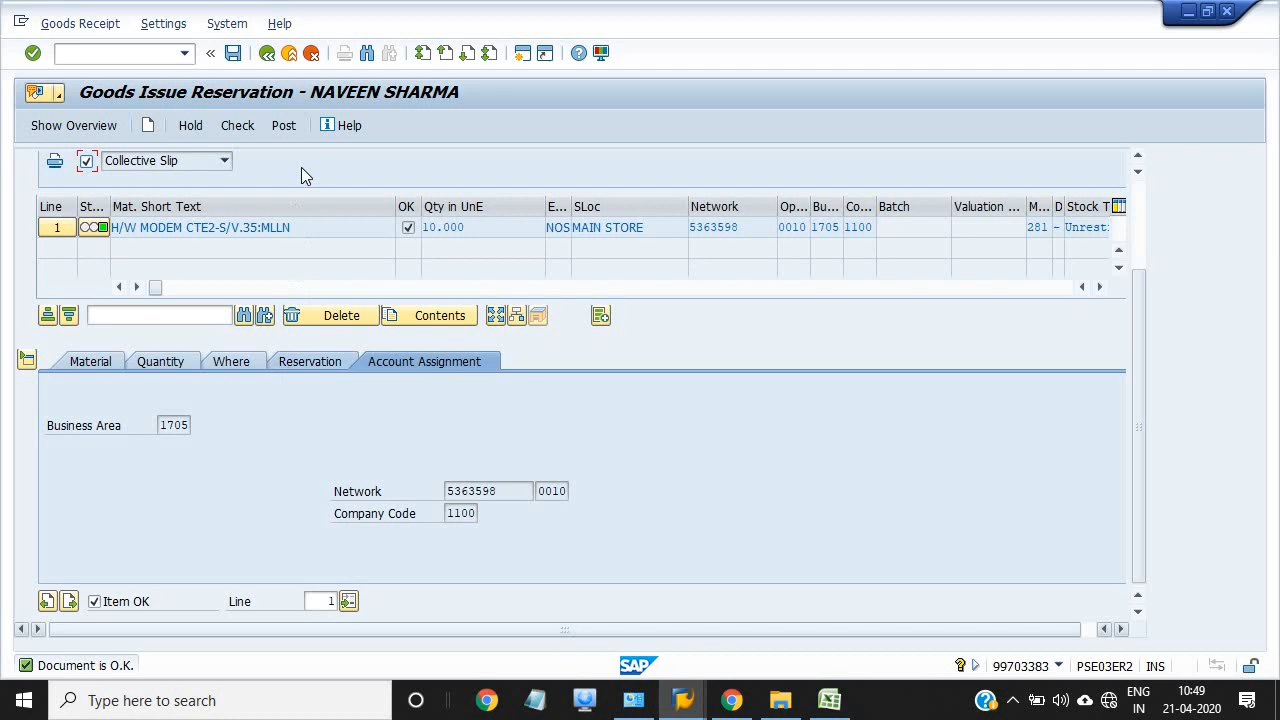 Goods Receipt Settings System Help
Goods Issue Reservation - NAVEEN SHARMA
Show Overview Hold Check Post Help
Collective Slip
Line St... Mat. Short Text OK Qty in UnE E... SLoc Network Op... Bu... Co... Batch Valuation ... M... D Stock T
1 H/W MODEM CTE2-S/V.35:MLLN 10.000 NOS MAIN STORE 5363598 0010 1705 1100 281 - Unrest
Delete Contents
Material Quantity Where Reservation Account Assignment
Business Area 1705
Network 5363598 0010
Company Code 1100
Item OK Line 1
Document is O.K. SAP 99703383 PSE03ER2 INS
Type here to search
ENG 10:49
IN 21-04-2020